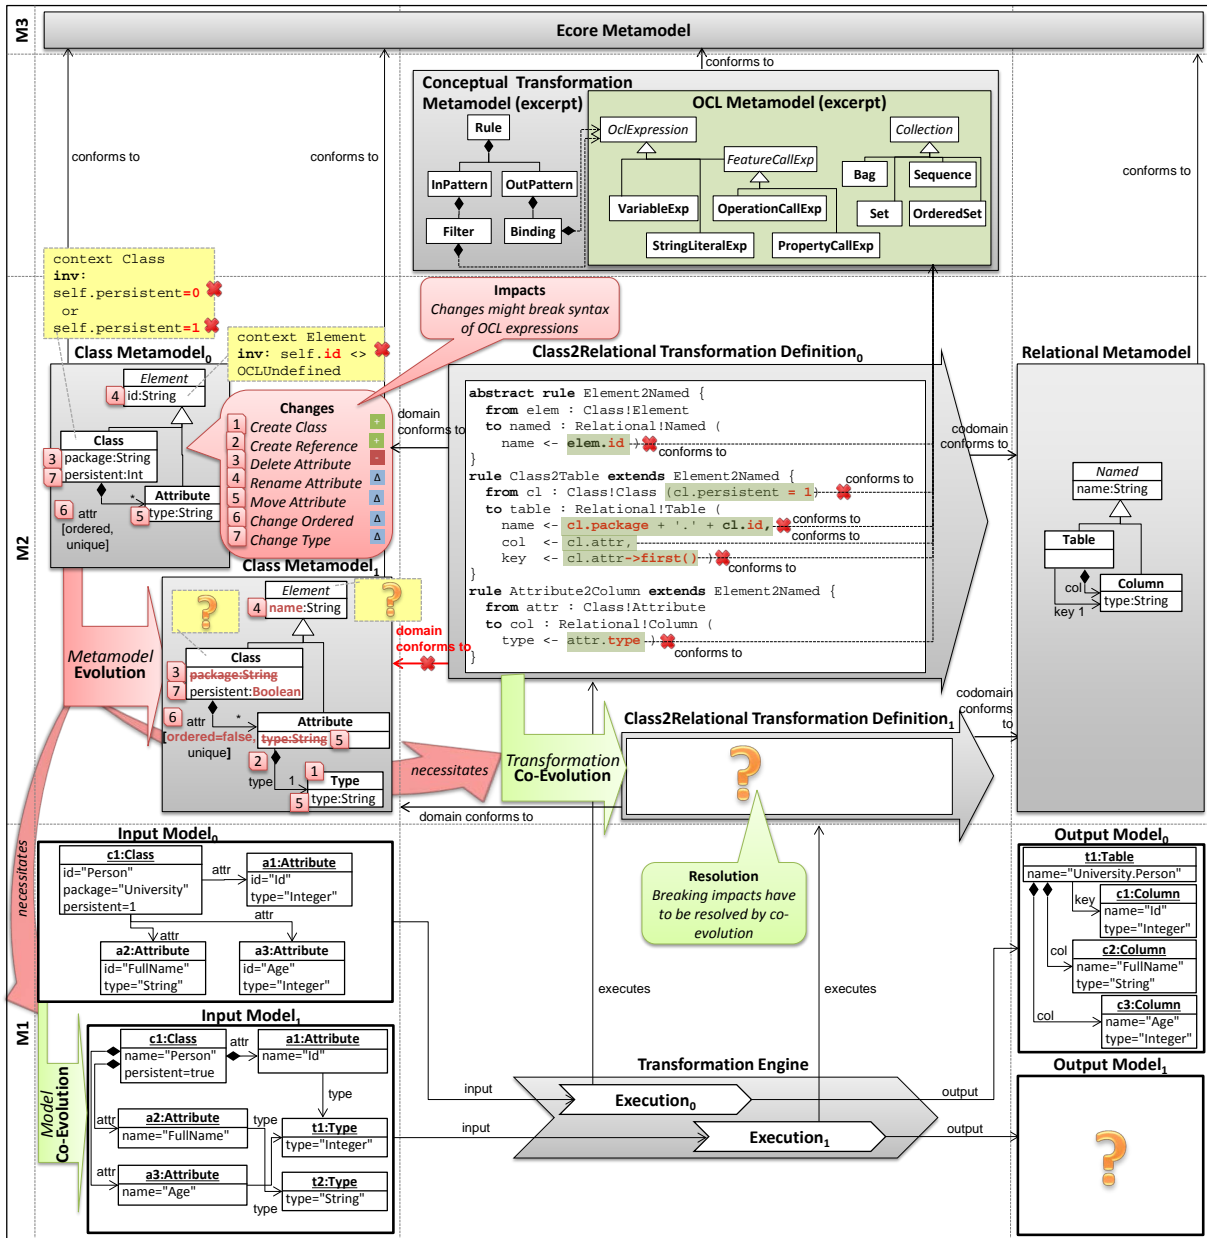 M3
Ecore Metamodel
conforms to
Conceptual Transformation
Metamodel (excerpt)
OCL Metamodel (excerpt)
Rule
InPattern
OutPattern
Filter
Binding
OclExpression
FeatureCallExp
VariableExp
OperationCallExp
StringLiteralExp
PropertyCallExp
Collection
Bag
Sequence
Set
OrderedSet
conforms to
conforms to
conforms to
M2
context Class
inv:
self.persistent=0
or
self.persistent=1
context Element
inv: self.id <>
OCLUndefined
Impacts
Changes might break syntax
of OCL expressions
Class Metamodel0
Element
4
id:String
Class
3
package:String
7
persistent:Int
6
attr
[ordered,
unique]
*
Attribute
5
type:String
Changes
1 Create Class +
2 Create Reference +
3 Delete Attribute -
4 Rename Attribute Δ
5 Move Attribute Δ
6 Change Ordered Δ
7 Change Type Δ
domain
conforms to
Class2Relational Transformation Definition0
abstract rule Element2Named {
from elem : Class!Element
to named : Relational!Named (
name <- elem.id )
conforms to
}
rule Class2Table extends Element2Named {
from cl : Class!Class (cl.persistent = 1)
conforms to
to table : Relational!Table (
name <- cl.package + '.' + cl.id,
conforms to
col <- cl.attr,
conforms to
key <- cl.attr->first() )
conforms to
}
rule Attribute2Column extends Element2Named {
from attr : Class!Attribute
to col : Relational!Column (
type <- attr.type )
conforms to
}
codomain
conforms to
Relational Metamodel
Named
name:String
Table
col
key 1
Column
type:String
Metamodel
Evolution
Class Metamodel1
?
?
Element
4
name:String
Class
3
package:String
7
persistent:Boolean
6
attr
[ordered=false,
unique]
*
Attribute
type:String
5
2
type
1
1
Type
5
type:String
domain
conforms to
necessitates
Transformation
Co-Evolution
Class2Relational Transformation Definition1
?
codomain
conforms to
domain conforms to
Resolution
Breaking impacts have
to be resolved by co-
evolution
necessitates
M1
Input Model0
c1:Class
id="Person"
package="University"
persistent=1
attr
a1:Attribute
id="Id"
type="Integer"
attr
attr
a2:Attribute
id="FullName"
type="String"
a3:Attribute
id="Age"
type="Integer"
Model
Co-Evolution
Input Model1
c1:Class
name="Person"
persistent=true
attr
a1:Attribute
name="Id"
type
attr
a2:Attribute
name="FullName"
type
t1:Type
type="Integer"
attr
a3:Attribute
name="Age"
type
t2:Type
type="String"
executes
executes
input
input
Transformation Engine
Execution0
Execution1
output
output
Output Model0
t1:Table
name="University.Person"
key
c1:Column
name="Id"
type="Integer"
col
c2:Column
name="FullName"
type="String"
col
c3:Column
name="Age"
type="Integer"
Output Model1
?